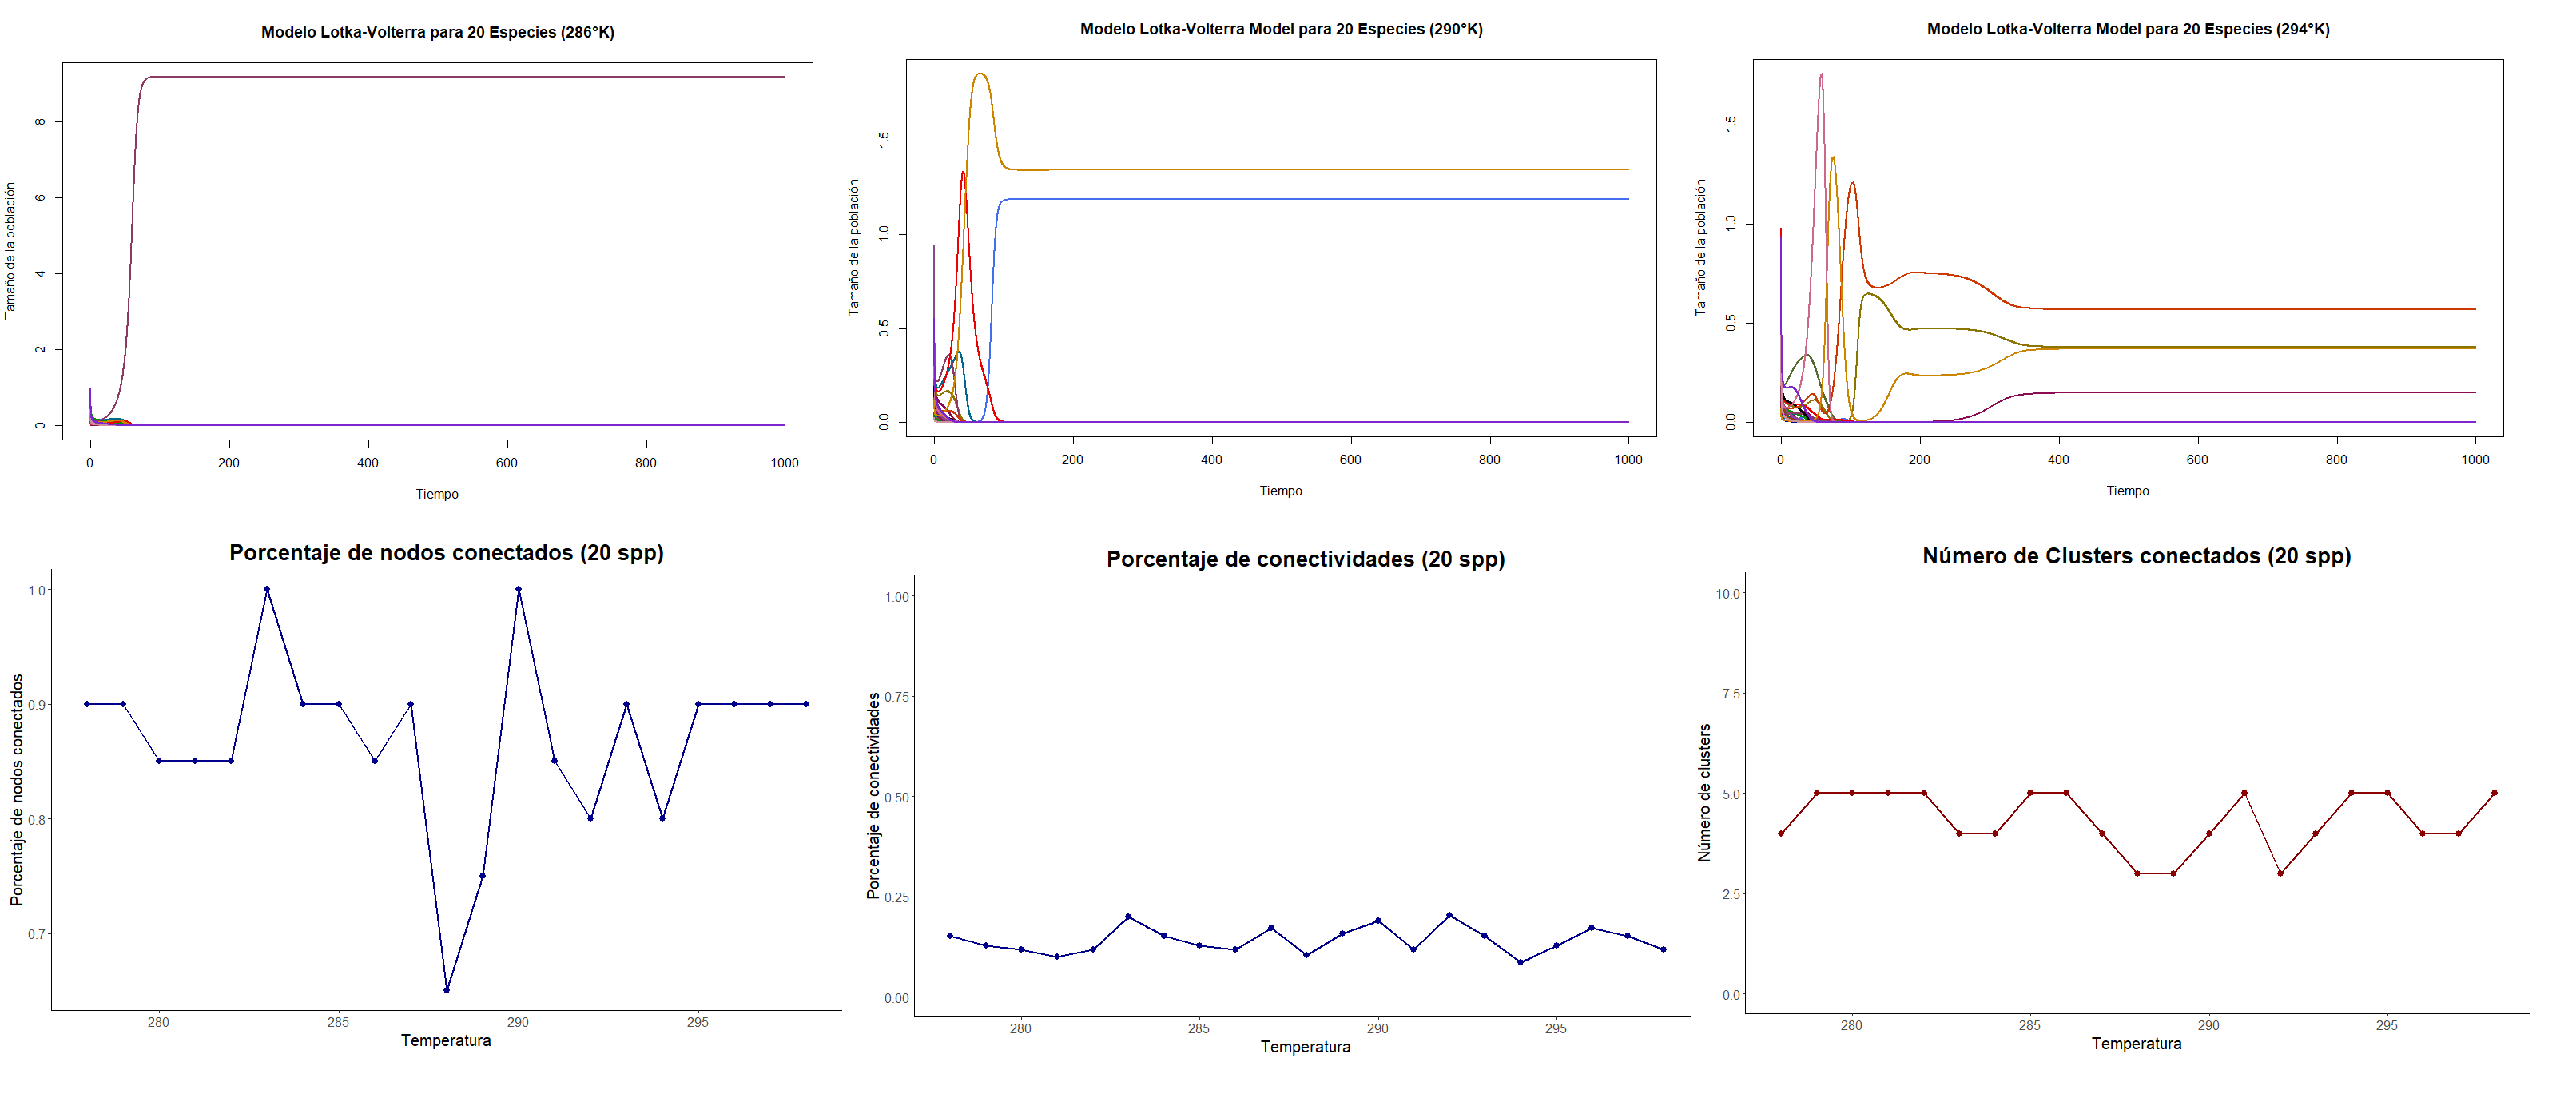 Modelo Lotka-Volterra para 20 Especies (286°K)
Tamaño de la población
8
6
4
2
0
0 200 400 600 800 1000
Tiempo
Modelo Lotka-Volterra Model para 20 Especies (290°K)
Tamaño de la población
1.5
1.0
0.5
0.0
0 200 400 600 800 1000
Tiempo
Modelo Lotka-Volterra Model para 20 Especies (294°K)
Tamaño de la población
1.5
1.0
0.5
0.0
0 200 400 600 800 1000
Tiempo
Porcentaje de nodos conectados (20 spp)
Porcentaje de nodos conectados
1.0
0.9
0.8
0.7
280 285 290 295
Temperatura
Porcentaje de conectividades (20 spp)
Porcentaje de conectividades
1.00
0.75
0.50
0.25
0.00
280 285 290 295
Temperatura
Número de Clusters conectados (20 spp)
Número de clusters
10.0
7.5
5.0
2.5
0.0
280 285 290 295
Temperatura